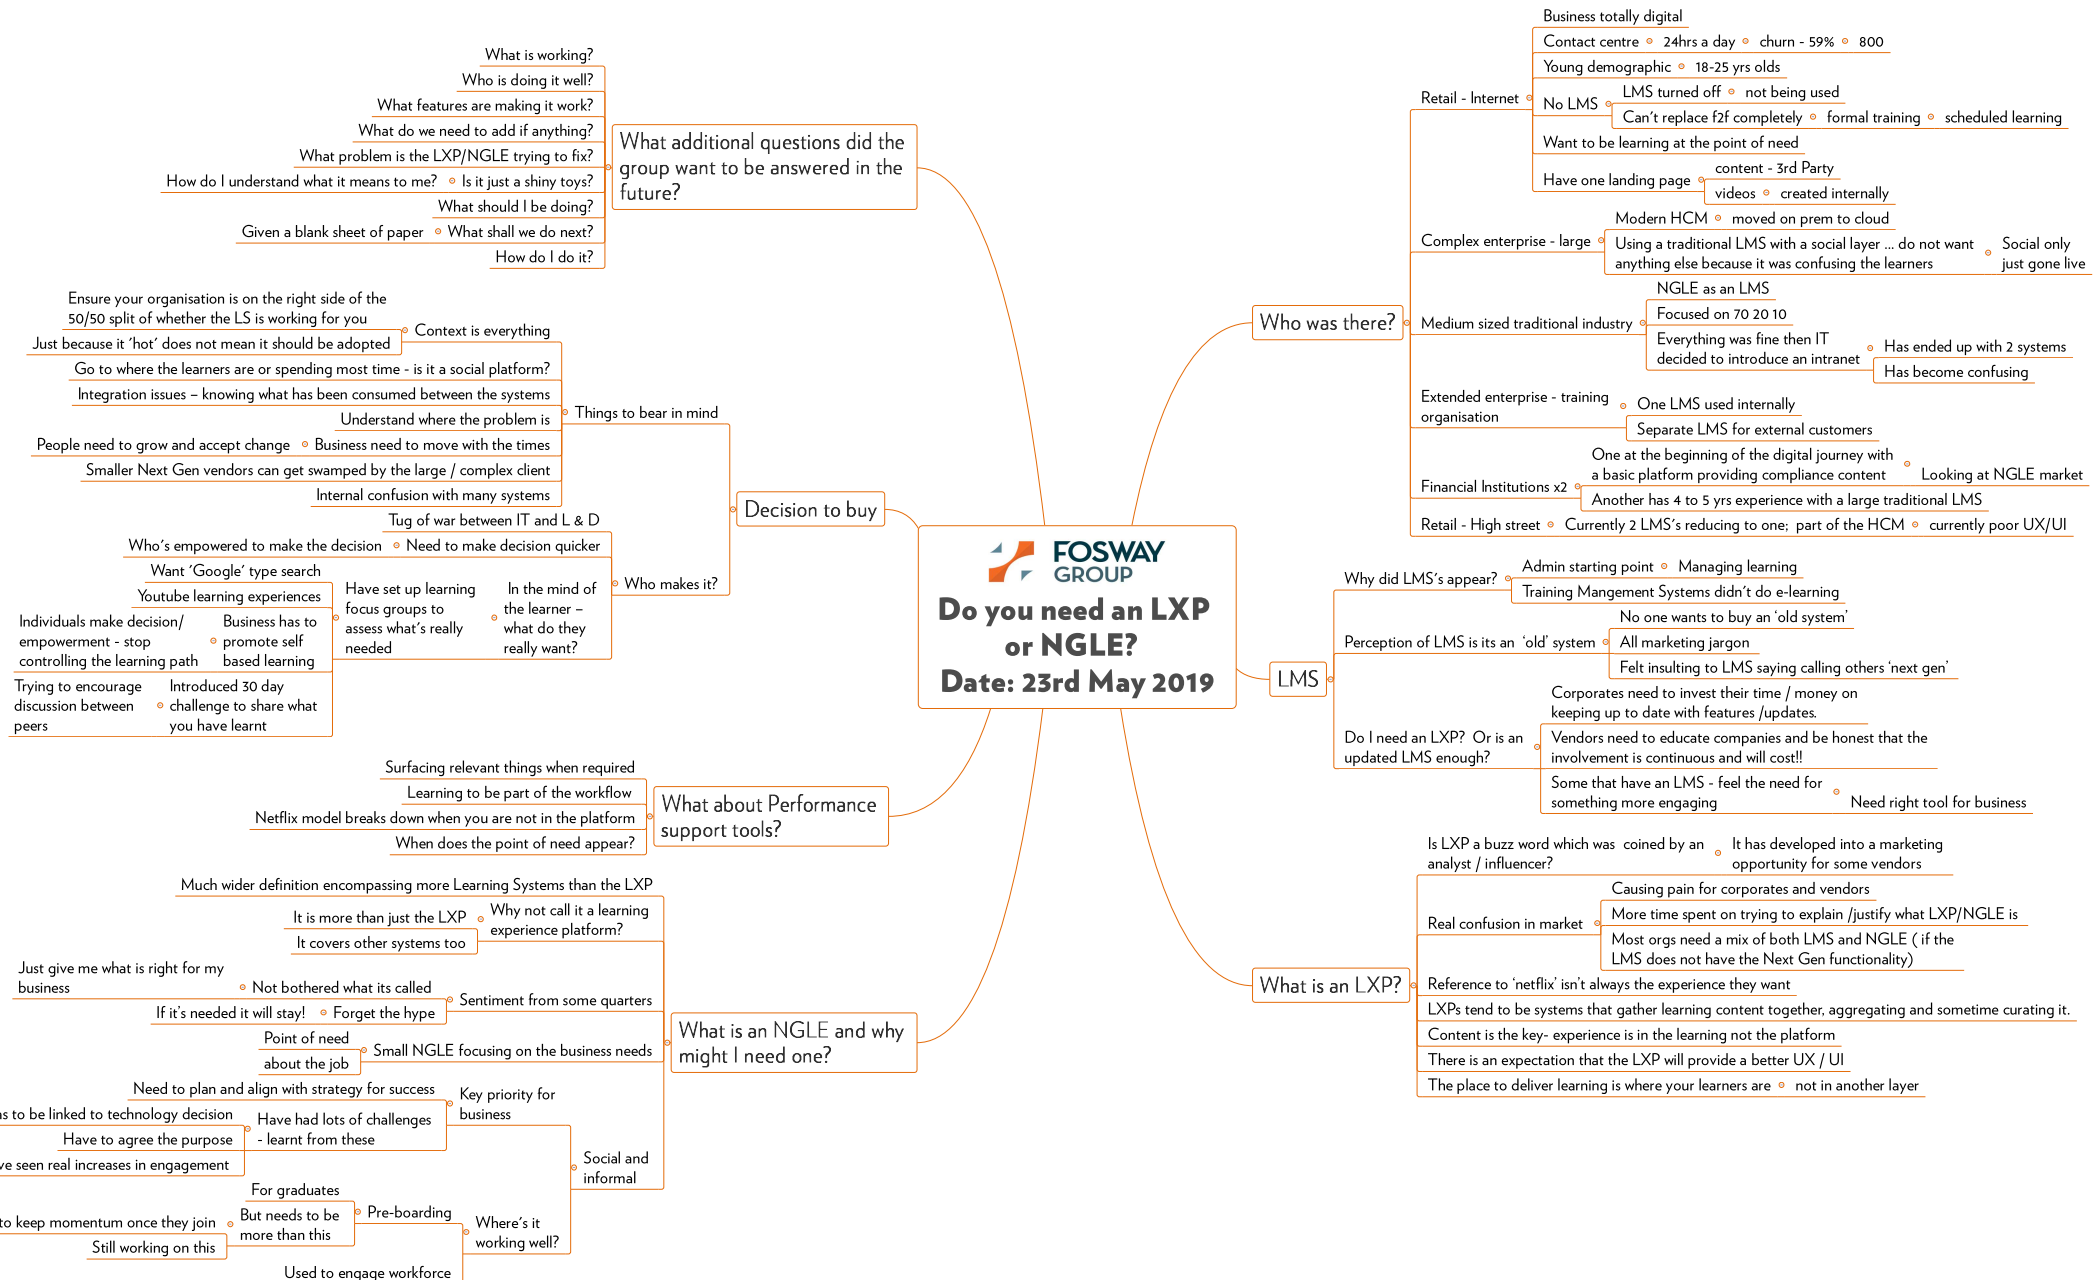 FOSWAY
GROUP
Do you need an LXP
or NGLE?
Date: 23rd May 2019
Who was there?
Retail - Internet
Business totally digital
Contact centre
24hrs a day
churn - 59%
800
Young demographic
18-25 yrs olds
No LMS
LMS turned off
not being used
Can't replace f2f completely
formal training
scheduled learning
Want to be learning at the point of need
Have one landing page
content - 3rd Party
videos
created internally
Complex enterprise - large
Modern HCM
moved on prem to cloud
Using a traditional LMS with a social layer ... do not want
anything else because it was confusing the learners
Social only
just gone live
Medium sized traditional industry
NGLE as an LMS
Focused on 70 20 10
Everything was fine then IT
decided to introduce an intranet
Has ended up with 2 systems
Has become confusing
Extended enterprise - training
organisation
One LMS used internally
Separate LMS for external customers
Financial Institutions x2
One at the beginning of the digital journey with
a basic platform providing compliance content
Looking at NGLE market
Another has 4 to 5 yrs experience with a large traditional LMS
Retail - High street
Currently 2 LMS's reducing to one;  part of the HCM
currently poor UX/UI
LMS
Why did LMS's appear?
Admin starting point
Managing learning
Training Mangement Systems didn't do e-learning
Perception of LMS is its an  ‘old’ system
No one wants to buy an ‘old system’
All marketing jargon
Felt insulting to LMS saying calling others ‘next gen’
Do I need an LXP?  Or is an
updated LMS enough?
Corporates need to invest their time / money on
keeping up to date with features /updates.
Vendors need to educate companies and be honest that the
involvement is continuous and will cost!!
Some that have an LMS - feel the need for
something more engaging
Need right tool for business
What is an LXP?
Is LXP a buzz word which was  coined by an
analyst / influencer?
It has developed into a marketing
opportunity for some vendors
Real confusion in market
Causing pain for corporates and vendors
More time spent on trying to explain /justify what LXP/NGLE is
Most orgs need a mix of both LMS and NGLE ( if the
LMS does not have the Next Gen functionality)
Reference to ‘netflix’ isn’t always the experience they want
LXPs tend to be systems that gather learning content together, aggregating and sometime curating it.
Content is the key- experience is in the learning not the platform
There is an expectation that the LXP will provide a better UX / UI
The place to deliver learning is where your learners are
not in another layer
What additional questions did the
group want to be answered in the
future?
What is working?
Who is doing it well?
What features are making it work?
What do we need to add if anything?
What problem is the LXP/NGLE trying to fix?
Is it just a shiny toys?
How do I understand what it means to me?
What should I be doing?
What shall we do next?
Given a blank sheet of paper
How do I do it?
Decision to buy
Things to bear in mind
Context is everything
Ensure your organisation is on the right side of the
50/50 split of whether the LS is working for you
Just because it 'hot' does not mean it should be adopted
Go to where the learners are or spending most time - is it a social platform?
Integration issues – knowing what has been consumed between the systems
Understand where the problem is
Business need to move with the times
People need to grow and accept change
Smaller Next Gen vendors can get swamped by the large / complex client
Internal confusion with many systems
Who makes it?
Tug of war between IT and L & D
Need to make decision quicker
Who's empowered to make the decision
In the mind of
the learner –
what do they
really want?
Have set up learning
focus groups to
assess what's really
needed
Want 'Google' type search
Youtube learning experiences
Business has to
promote self
based learning
Individuals make decision/
empowerment - stop
controlling the learning path
Introduced 30 day
challenge to share what
you have learnt
Trying to encourage
discussion between
peers
What about Performance
support tools?
Surfacing relevant things when required
Learning to be part of the workflow
Netflix model breaks down when you are not in the platform
When does the point of need appear?
What is an NGLE and why
might I need one?
Much wider definition encompassing more Learning Systems than the LXP
Why not call it a learning
experience platform?
It is more than just the LXP
It covers other systems too
Sentiment from some quarters
Not bothered what its called
Just give me what is right for my
business
Forget the hype
If it's needed it will stay!
Small NGLE focusing on the business needs
Point of need
about the job
Social and
informal
Key priority for
business
Need to plan and align with strategy for success
Have had lots of challenges
- learnt from these
to be linked to technology decision
Have to agree the purpose
seen real increases in engagement
Where's it
working well?
Pre-boarding
For graduates
But needs to be
more than this
to keep momentum once they join
Still working on this
Used to engage workforce